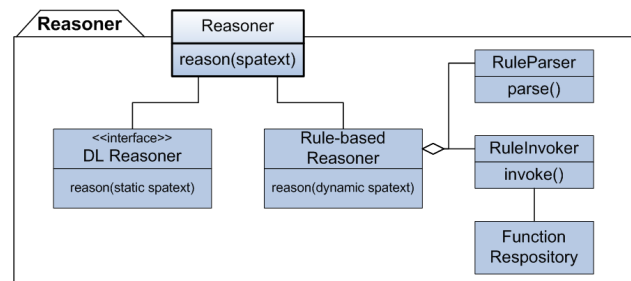 Reasoner
Reasoner
reason(spatext)
<<interface>>
DL Reasoner
reason(static spatext)
Rule-based
Reasoner
reason(dynamic spatext)
RuleParser
parse()
RuleInvoker
invoke()
Function
Respository